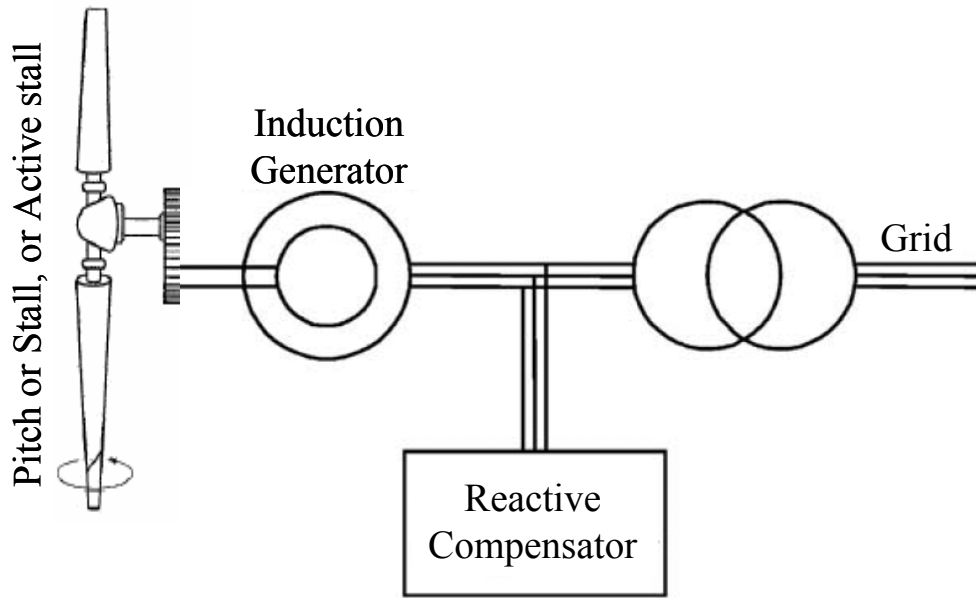 Pitch or Stall, or Active stall
Induction
Generator
Grid
Reactive
Compensator